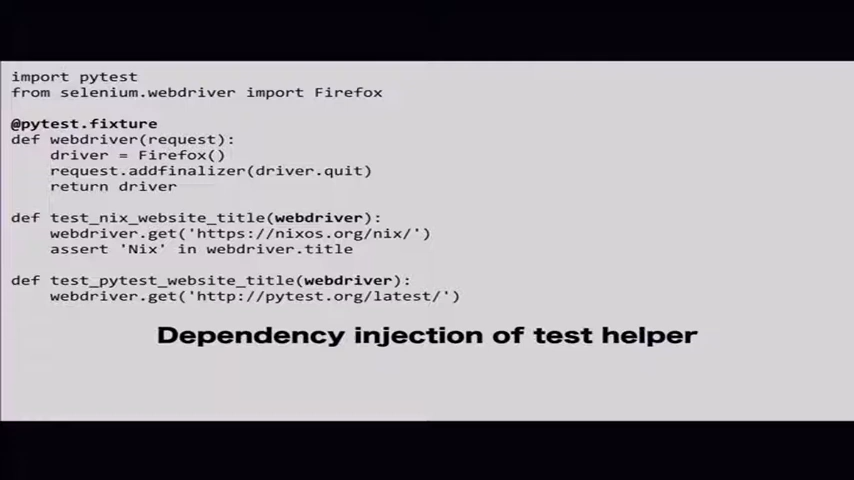 import pytest
from selenium.webdriver import Firefox

@pytest.fixture
def webdriver(request):
    driver = Firefox()
    request.addfinalizer(driver.quit)
    return driver

def test_nix_website_title(webdriver):
    webdriver.get('https://nixos.org/nix/')
    assert 'Nix' in webdriver.title

def test_pytest_website_title(webdriver):
    webdriver.get('http://pytest.org/latest/')
Dependency injection of test helper